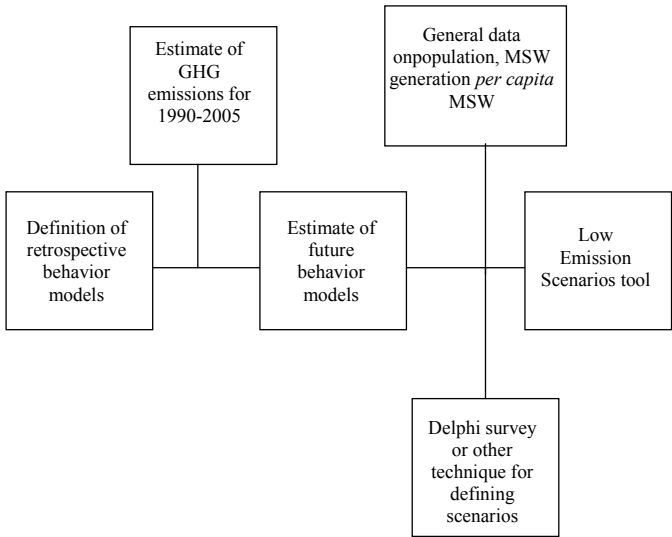 Estimate of
GHG
emissions for
1990-2005
General data
onpopulation, MSW
generation per capita
MSW
Definition of
retrospective
behavior models
Estimate of
future
behavior
models
Low
Emission
Scenarios tool
Delphi survey
or other
technique for
defining
scenarios